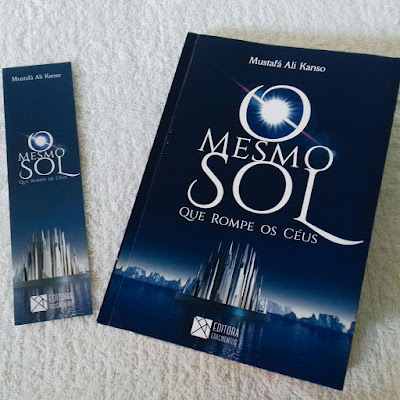 Mustafá Ali Kanso
O
MESMO
SOL
QUE ROMPE OS CÉUS
EDITORA
Mustafá Ali Kanso
O
MESMO
SOL
QUE ROMPE OS CÉUS
EDITORA
FRAGMENTOS